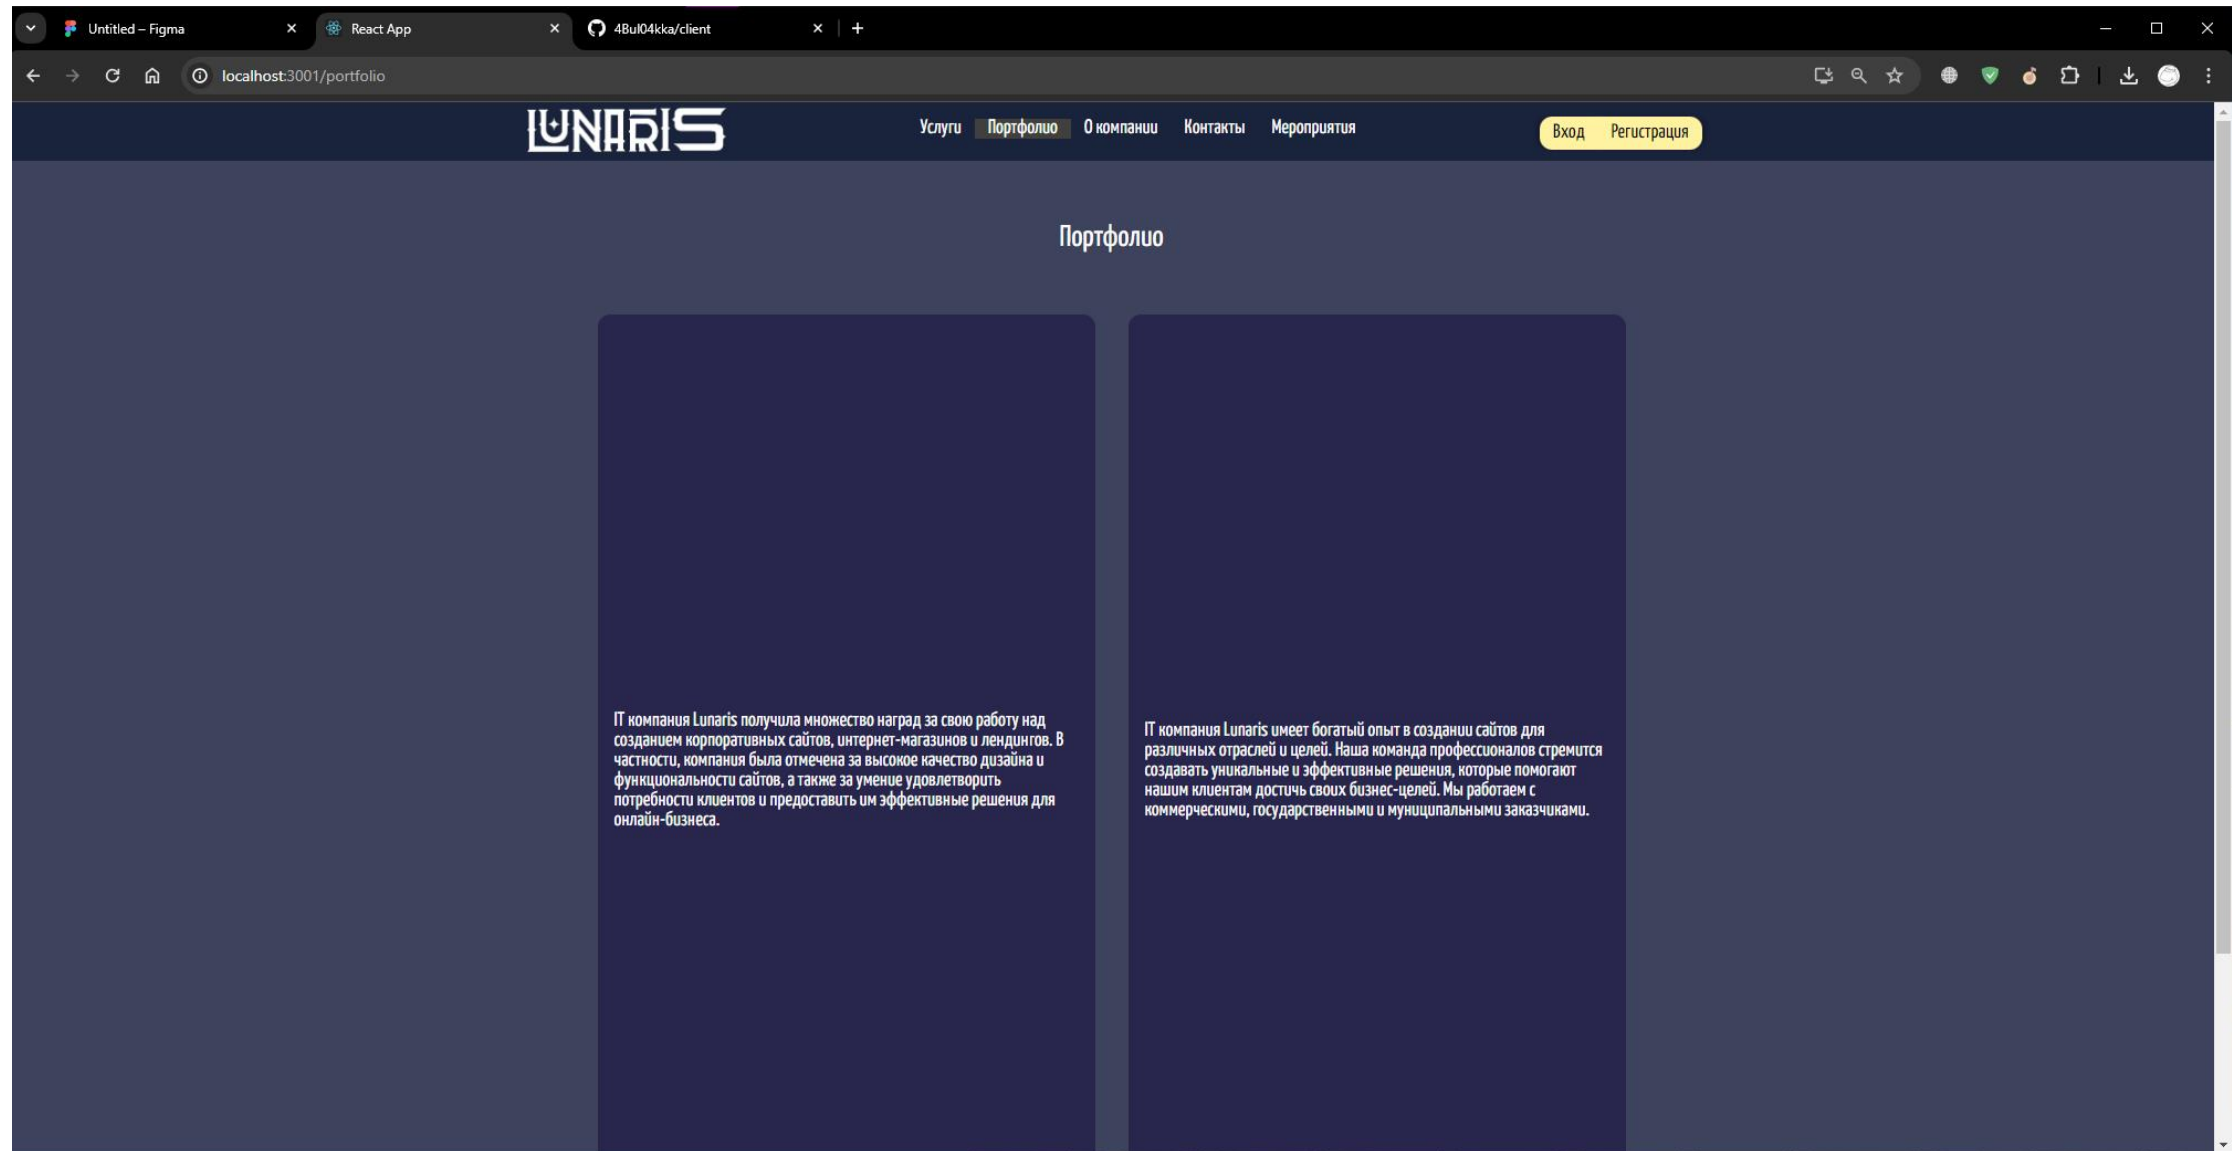 Untitled – Figma
React App
4Bul04kka/client
localhost:3001/portfolio
LUNARIS
Услуги Портфолио О компании Контакты Мероприятия
Вход Регистрация
Портфолио
IT компания Lunaris получила множество наград за свою работу над
созданием корпоративных сайтов, интернет-магазинов и лендингов. В
частности, компания была отмечена за высокое качество дизайна и
функциональности сайтов, а также за умение удовлетворить
потребности клиентов и предоставить им эффективные решения для
онлайн-бизнеса.
IT компания Lunaris имеет богатый опыт в создании сайтов для
различных отраслей и целей. Наша команда профессионалов стремится
создавать уникальные и эффективные решения, которые помогают
нашим клиентам достичь своих бизнес-целей. Мы работаем с
коммерческими, государственными и муниципальными заказчиками.